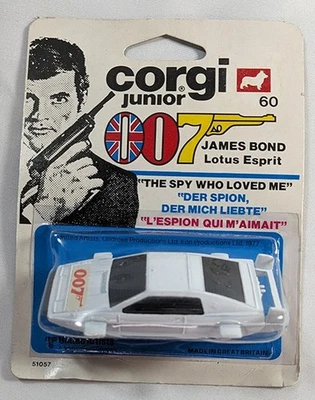 corgi
junior®
60
007
JAMES BOND
Lotus Esprit
"THE SPY WHO LOVED ME"
"DER SPION,
DER MICH LIEBTE"
"L'ESPION QUI M'AIMAIT"
007
MADE IN GREAT BRITAIN
51057